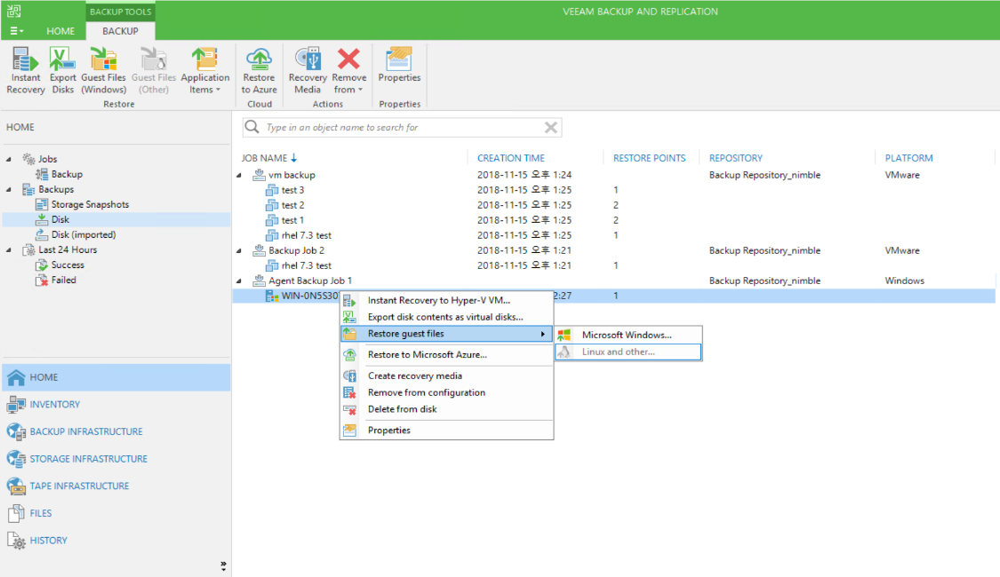 BACKUP TOOLS
VEEAM BACKUP AND REPLICATION
HOME
BACKUP
Instant Recovery
Export Disks
Guest Files (Windows)
Guest Files (Other)
Application Items
Restore to Azure
Recovery Media
Remove from
Properties
Restore
Cloud
Actions
Properties
HOME
Type in an object name to search for
Jobs
Backup
Backups
Storage Snapshots
Disk
Disk (imported)
Last 24 Hours
Success
Failed
JOB NAME CREATION TIME RESTORE POINTS REPOSITORY PLATFORM
vm backup 2018-11-15 오후 1:24 Backup Repository_nimble VMware
test 3 2018-11-15 오후 1:25 1
test 2 2018-11-15 오후 1:25 2
test 1 2018-11-15 오후 1:25 2
rhel 7.3 test 2018-11-15 오후 1:25 1
Backup Job 2 2018-11-15 오후 1:21 Backup Repository_nimble VMware
rhel 7.3 test 2018-11-15 오후 1:21 1
Agent Backup Job 1 Backup Repository_nimble Windows
WIN-0N5S30 2:27 1
Instant Recovery to Hyper-V VM...
Export disk contents as virtual disks...
Restore guest files
Microsoft Windows...
Linux and other...
Restore to Microsoft Azure...
Create recovery media
Remove from configuration
Delete from disk
Properties
HOME
INVENTORY
BACKUP INFRASTRUCTURE
STORAGE INFRASTRUCTURE
TAPE INFRASTRUCTURE
FILES
HISTORY